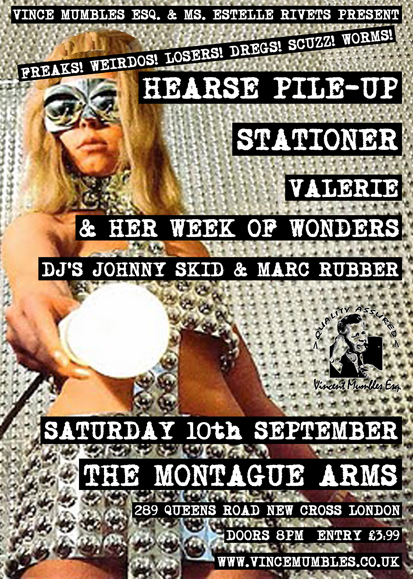 VINCE MUMBLES ESQ. & MS. ESTELLE RIVETS PRESENT
FREAKS! WEIRDOS! LOSERS! DREGS! SCUZZ! WORMS!
HEARSE PILE-UP
STATIONER
VALERIE
& HER WEEK OF WONDERS
DJ'S JOHNNY SKID & MARC RUBBER
>QUALITY ASSURED<
Vincent Mumbles Esq.
SATURDAY 10th SEPTEMBER
THE MONTAGUE ARMS
289 QUEENS ROAD NEW CROSS LONDON
DOORS 8PM ENTRY £3.99
WWW.VINCEMUMBLES.CO.UK